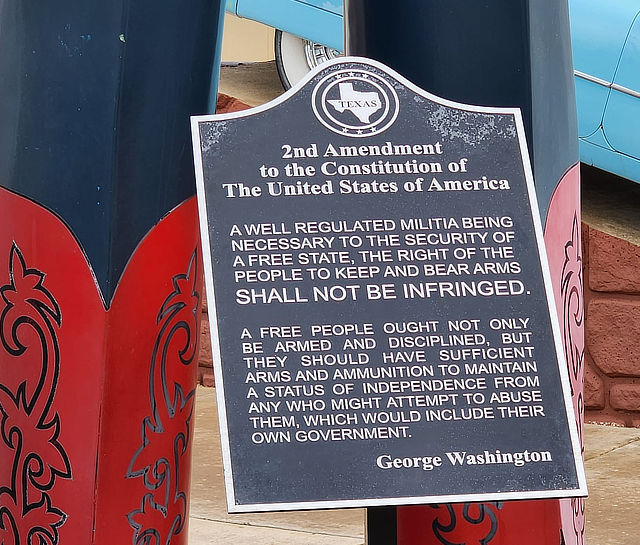 TEXAS
2nd Amendment
to the Constitution of
The United States of America
A WELL REGULATED MILITIA BEING
NECESSARY TO THE SECURITY OF
A FREE STATE, THE RIGHT OF THE
PEOPLE TO KEEP AND BEAR ARMS
SHALL NOT BE INFRINGED.
A FREE PEOPLE OUGHT NOT ONLY
BE ARMED AND DISCIPLINED, BUT
THEY SHOULD HAVE SUFFICIENT
ARMS AND AMMUNITION TO MAINTAIN
A STATUS OF INDEPENDENCE FROM
ANY WHO MIGHT ATTEMPT TO ABUSE
THEM, WHICH WOULD INCLUDE THEIR
OWN GOVERNMENT.
George Washington